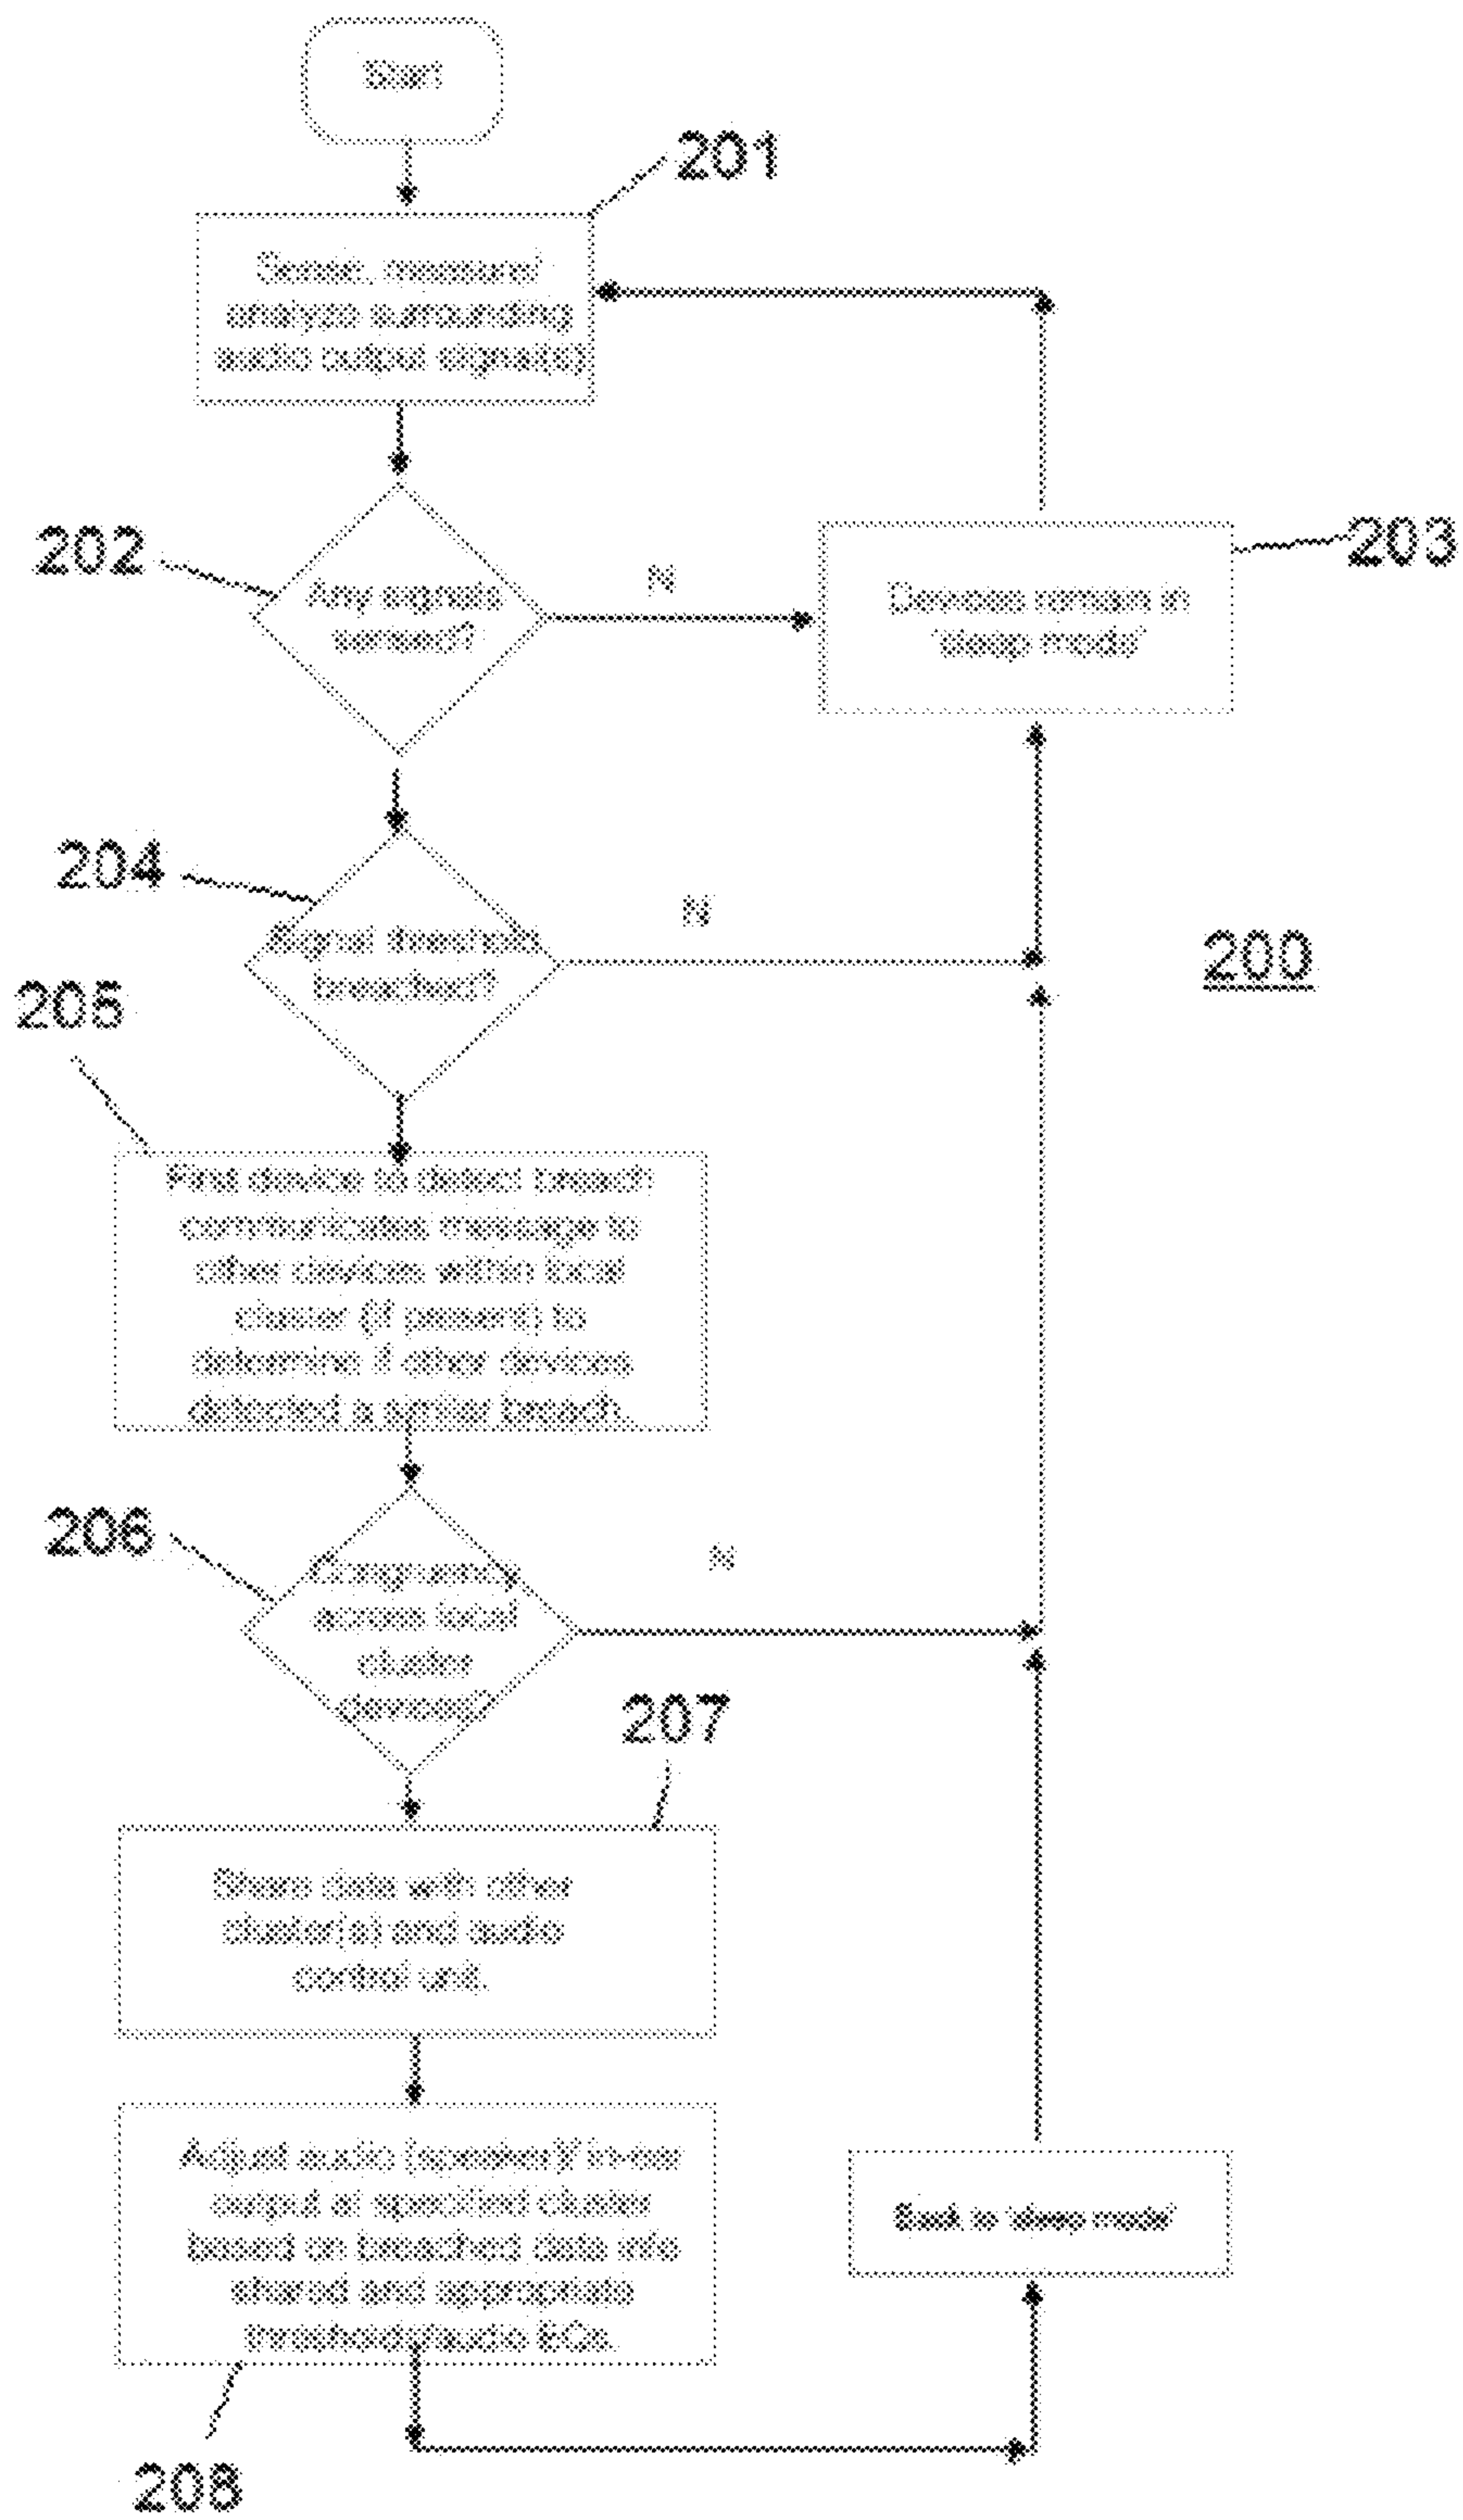 Start
201
Sense, measure/
analyze surrounding
audio output signal(s)
202
Any signals
sensed?
N
203
Devices remain in
'sleep mode'
204
Signal threshold
breached?
N
200
205
First device to detect breach
communicates message to
other devices within local
cluster (if present) to
determine if other devices
detected a similar breach.
206
Congruency
across local
cluster
devices?
N
207
Share data with other
cluster(s) and audio
control unit.
Adjust audio (speaker)/ in-ear
output at specified cluster
based on breached data info
shared and appropriate
threshold/audio EQs.
Back to 'sleep mode'
208